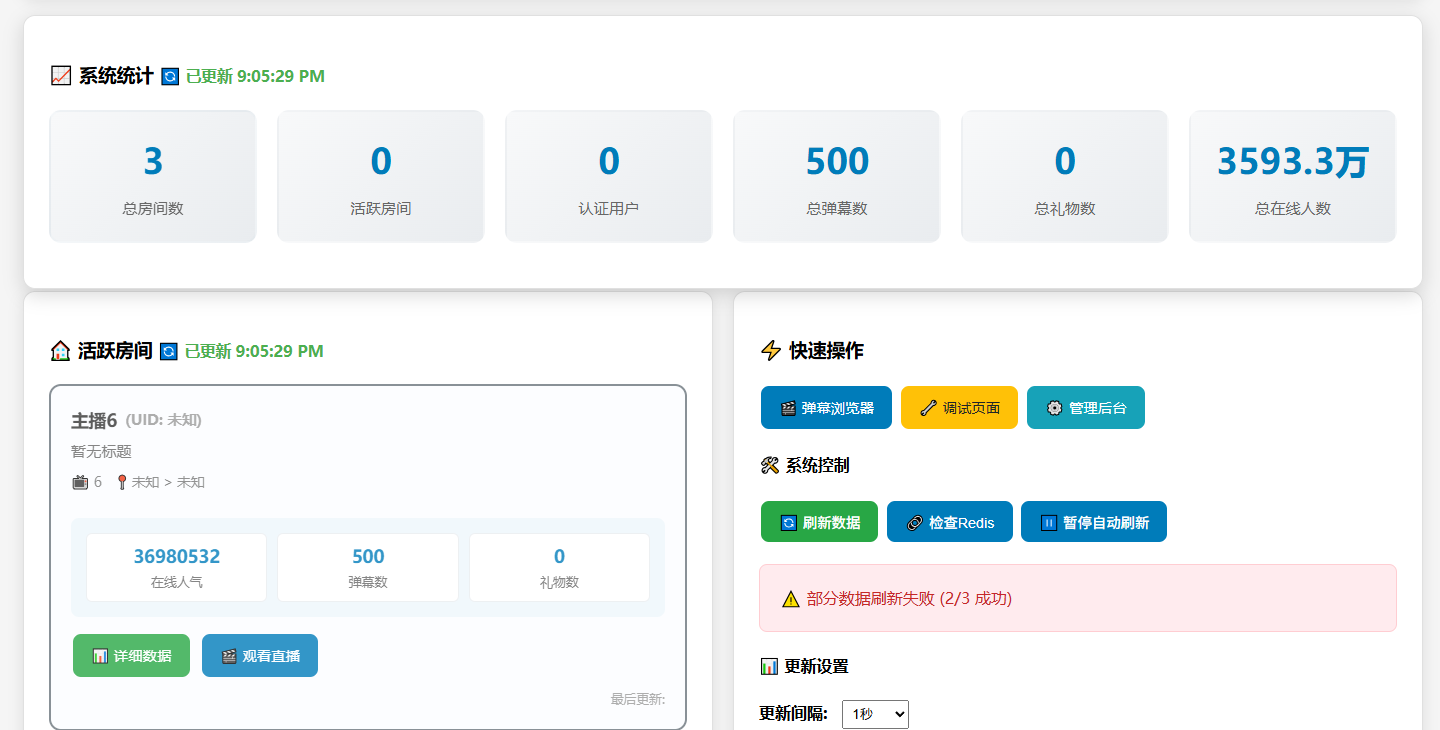 系统统计 已更新 9:05:29 PM
3
总房间数
0
活跃房间
0
认证用户
500
总弹幕数
0
总礼物数
3593.3万
总在线人数
活跃房间 已更新 9:05:29 PM
主播6 (UID: 未知)
暂无标题
6 未知 > 未知
36980532
在线人气
500
弹幕数
0
礼物数
详细数据
观看直播
最后更新:
快速操作
弹幕浏览器
调试页面
管理后台
系统控制
刷新数据
检查Redis
暂停自动刷新
部分数据刷新失败 (2/3 成功)
更新设置
更新间隔: 1秒